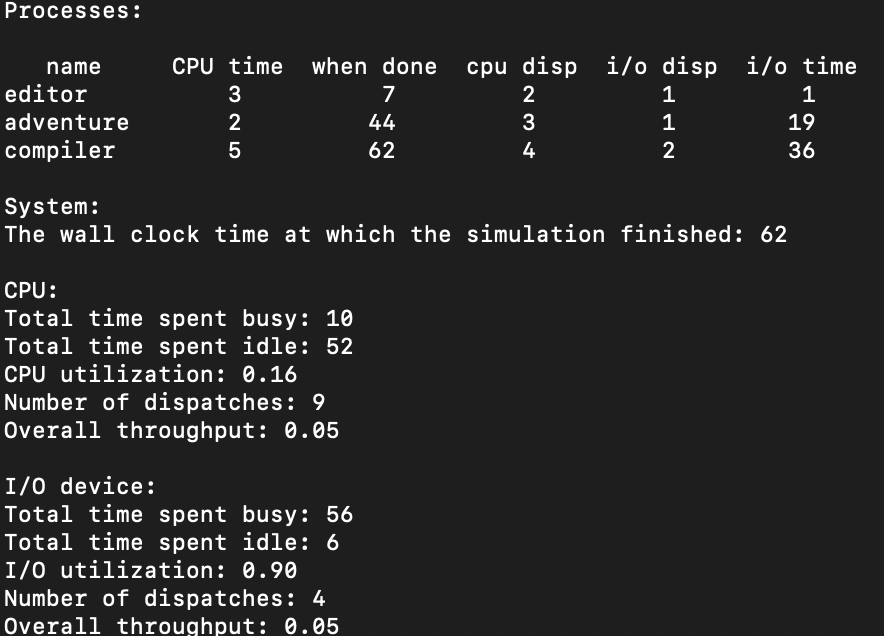 Processes:
name CPU time when done cpu disp i/o disp i/o time
editor 3 7 2 1 1
adventure 2 44 3 1 19
compiler 5 62 4 2 36
System:
The wall clock time at which the simulation finished: 62
CPU:
Total time spent busy: 10
Total time spent idle: 52
CPU utilization: 0.16
Number of dispatches: 9
Overall throughput: 0.05
I/O device:
Total time spent busy: 56
Total time spent idle: 6
I/O utilization: 0.90
Number of dispatches: 4
Overall throughput: 0.05